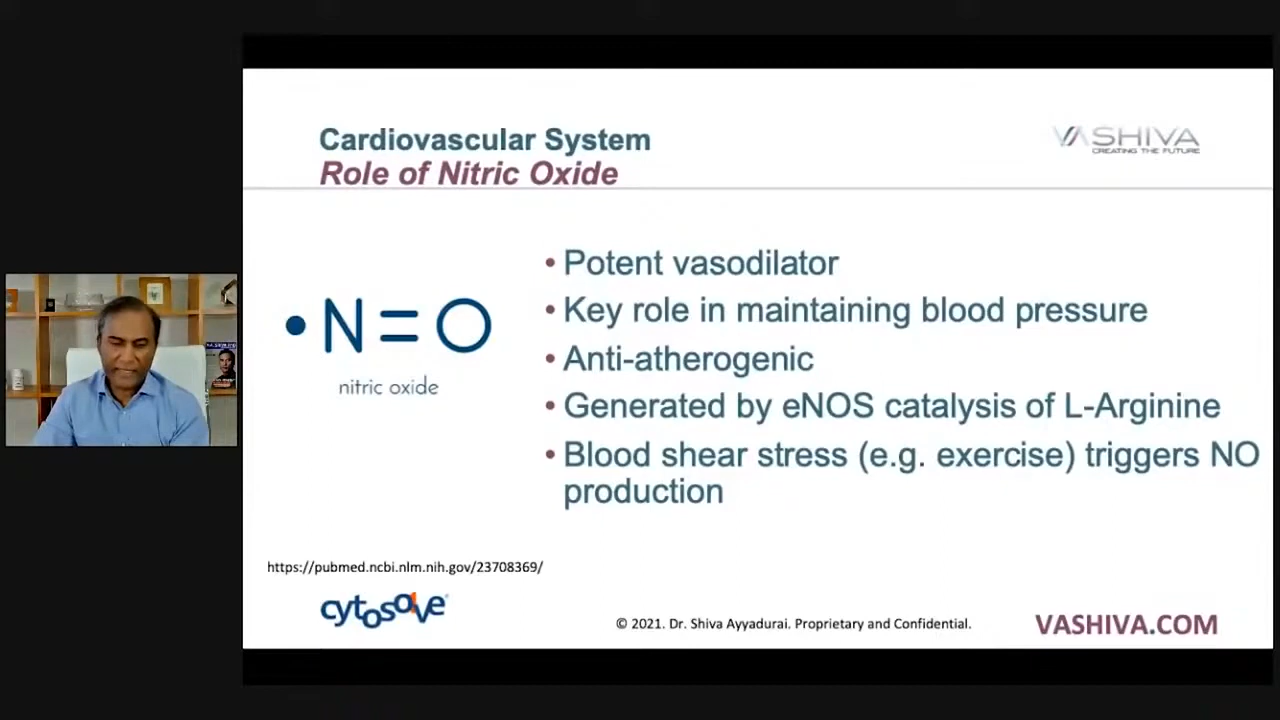 Cardiovascular System
Role of Nitric Oxide
VASHIVA
CREATING THE FUTURE
•N=O
nitric oxide
• Potent vasodilator
• Key role in maintaining blood pressure
• Anti-atherogenic
• Generated by eNOS catalysis of L-Arginine
• Blood shear stress (e.g. exercise) triggers NO
production
https://pubmed.ncbi.nlm.nih.gov/23708369/
cytosolve
© 2021. Dr. Shiva Ayyadurai. Proprietary and Confidential.
VASHIVA.COM